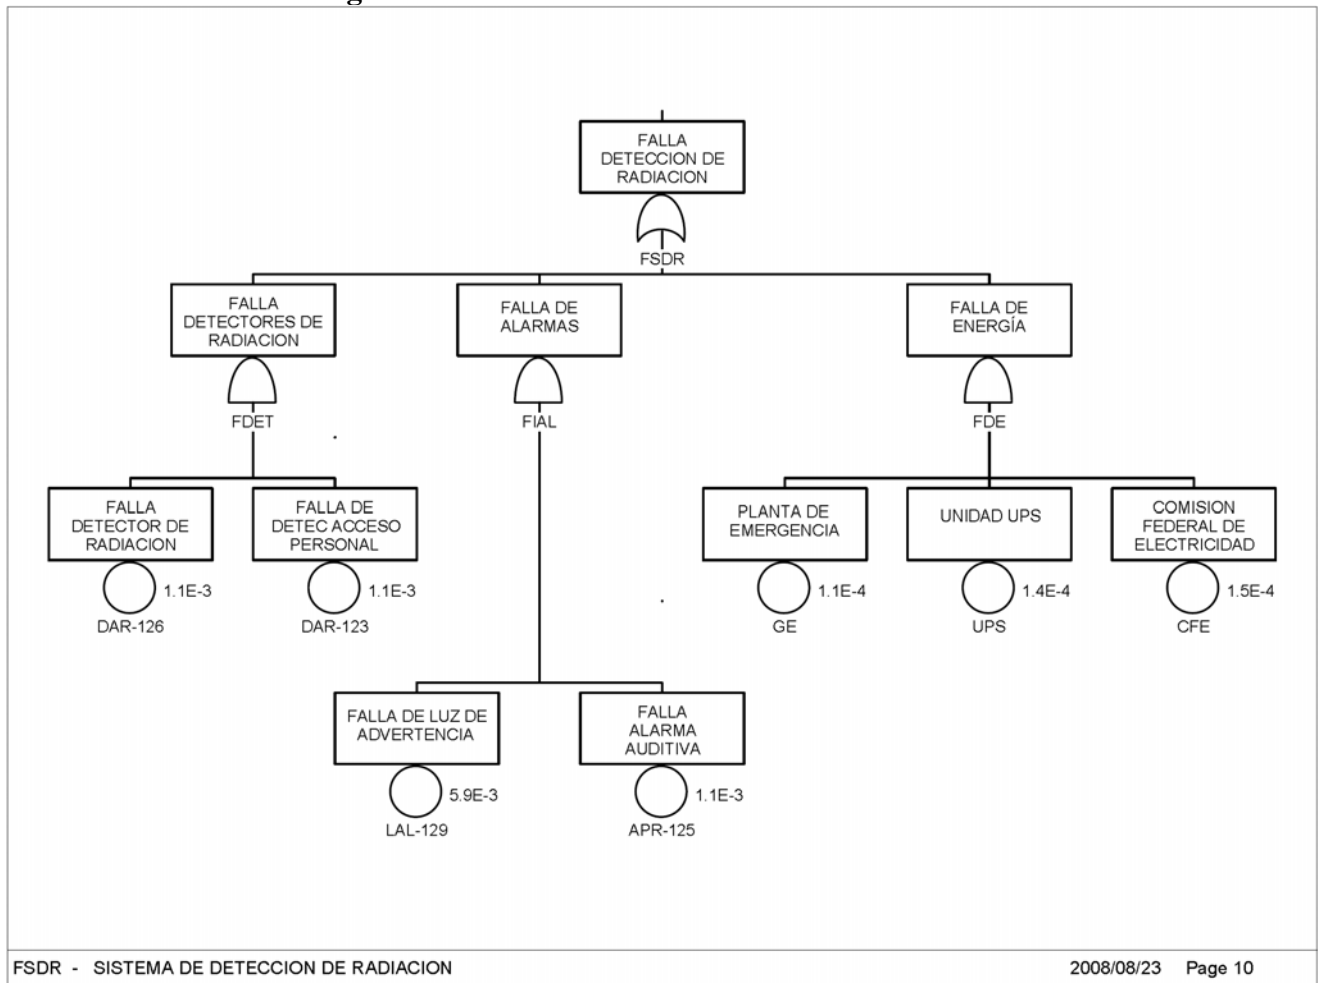 FALLA
DETECCION DE
RADIACION
FSDR
FALLA
DETECTORES DE
RADIACION
FDET
FALLA DE
ALARMAS
FIAL
FALLA DE
ENERGÍA
FDE
FALLA
DETECTOR DE
RADIACION
1.1E-3
DAR-126
FALLA DE
DETEC ACCESO
PERSONAL
1.1E-3
DAR-123
PLANTA DE
EMERGENCIA
1.1E-4
GE
UNIDAD UPS
1.4E-4
UPS
COMISION
FEDERAL DE
ELECTRICIDAD
1.5E-4
CFE
FALLA DE LUZ DE
ADVERTENCIA
5.9E-3
LAL-129
FALLA
ALARMA
AUDITIVA
1.1E-3
APR-125
FSDR - SISTEMA DE DETECCION DE RADIACION
2008/08/23 Page 10